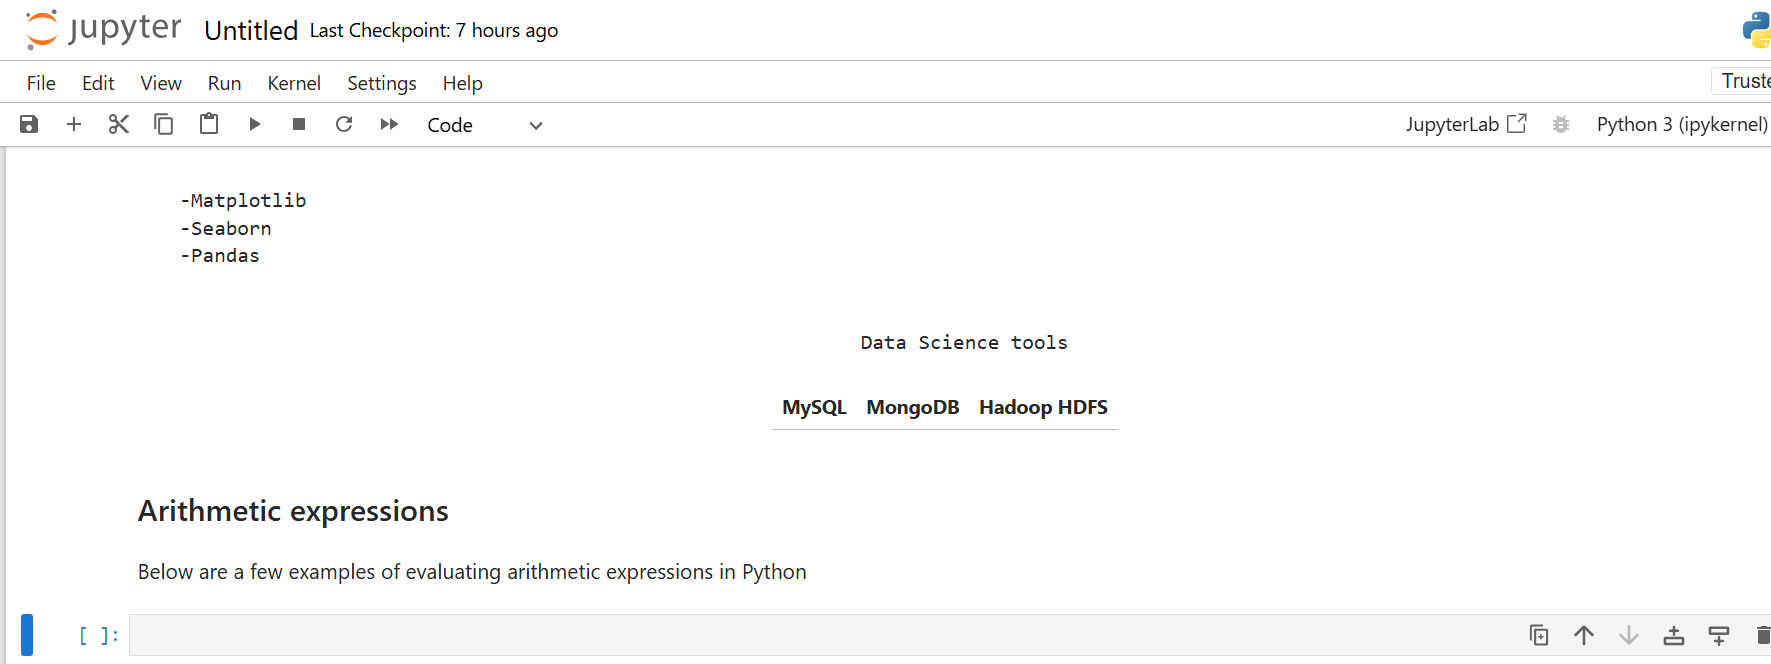 jupyter Untitled Last Checkpoint: 7 hours ago
File Edit View Run Kernel Settings Help
Code JupyterLab Python 3 (ipykernel)
-Matplotlib
-Seaborn
-Pandas
Data Science tools
MySQL MongoDB Hadoop HDFS
Arithmetic expressions
Below are a few examples of evaluating arithmetic expressions in Python
[ ]: